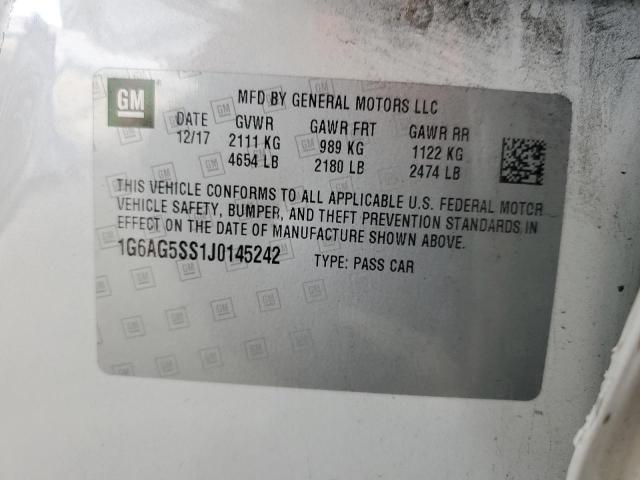 GM
MFD BY GENERAL MOTORS LLC
DATE GVWR GAWR FRT GAWR RR
12/17 2111 KG 989 KG 1122 KG
4654 LB 2180 LB 2474 LB
THIS VEHICLE CONFORMS TO ALL APPLICABLE U.S. FEDERAL MOTOR
VEHICLE SAFETY, BUMPER, AND THEFT PREVENTION STANDARDS IN
EFFECT ON THE DATE OF MANUFACTURE SHOWN ABOVE.
1G6AG5SS1J0145242 TYPE: PASS CAR